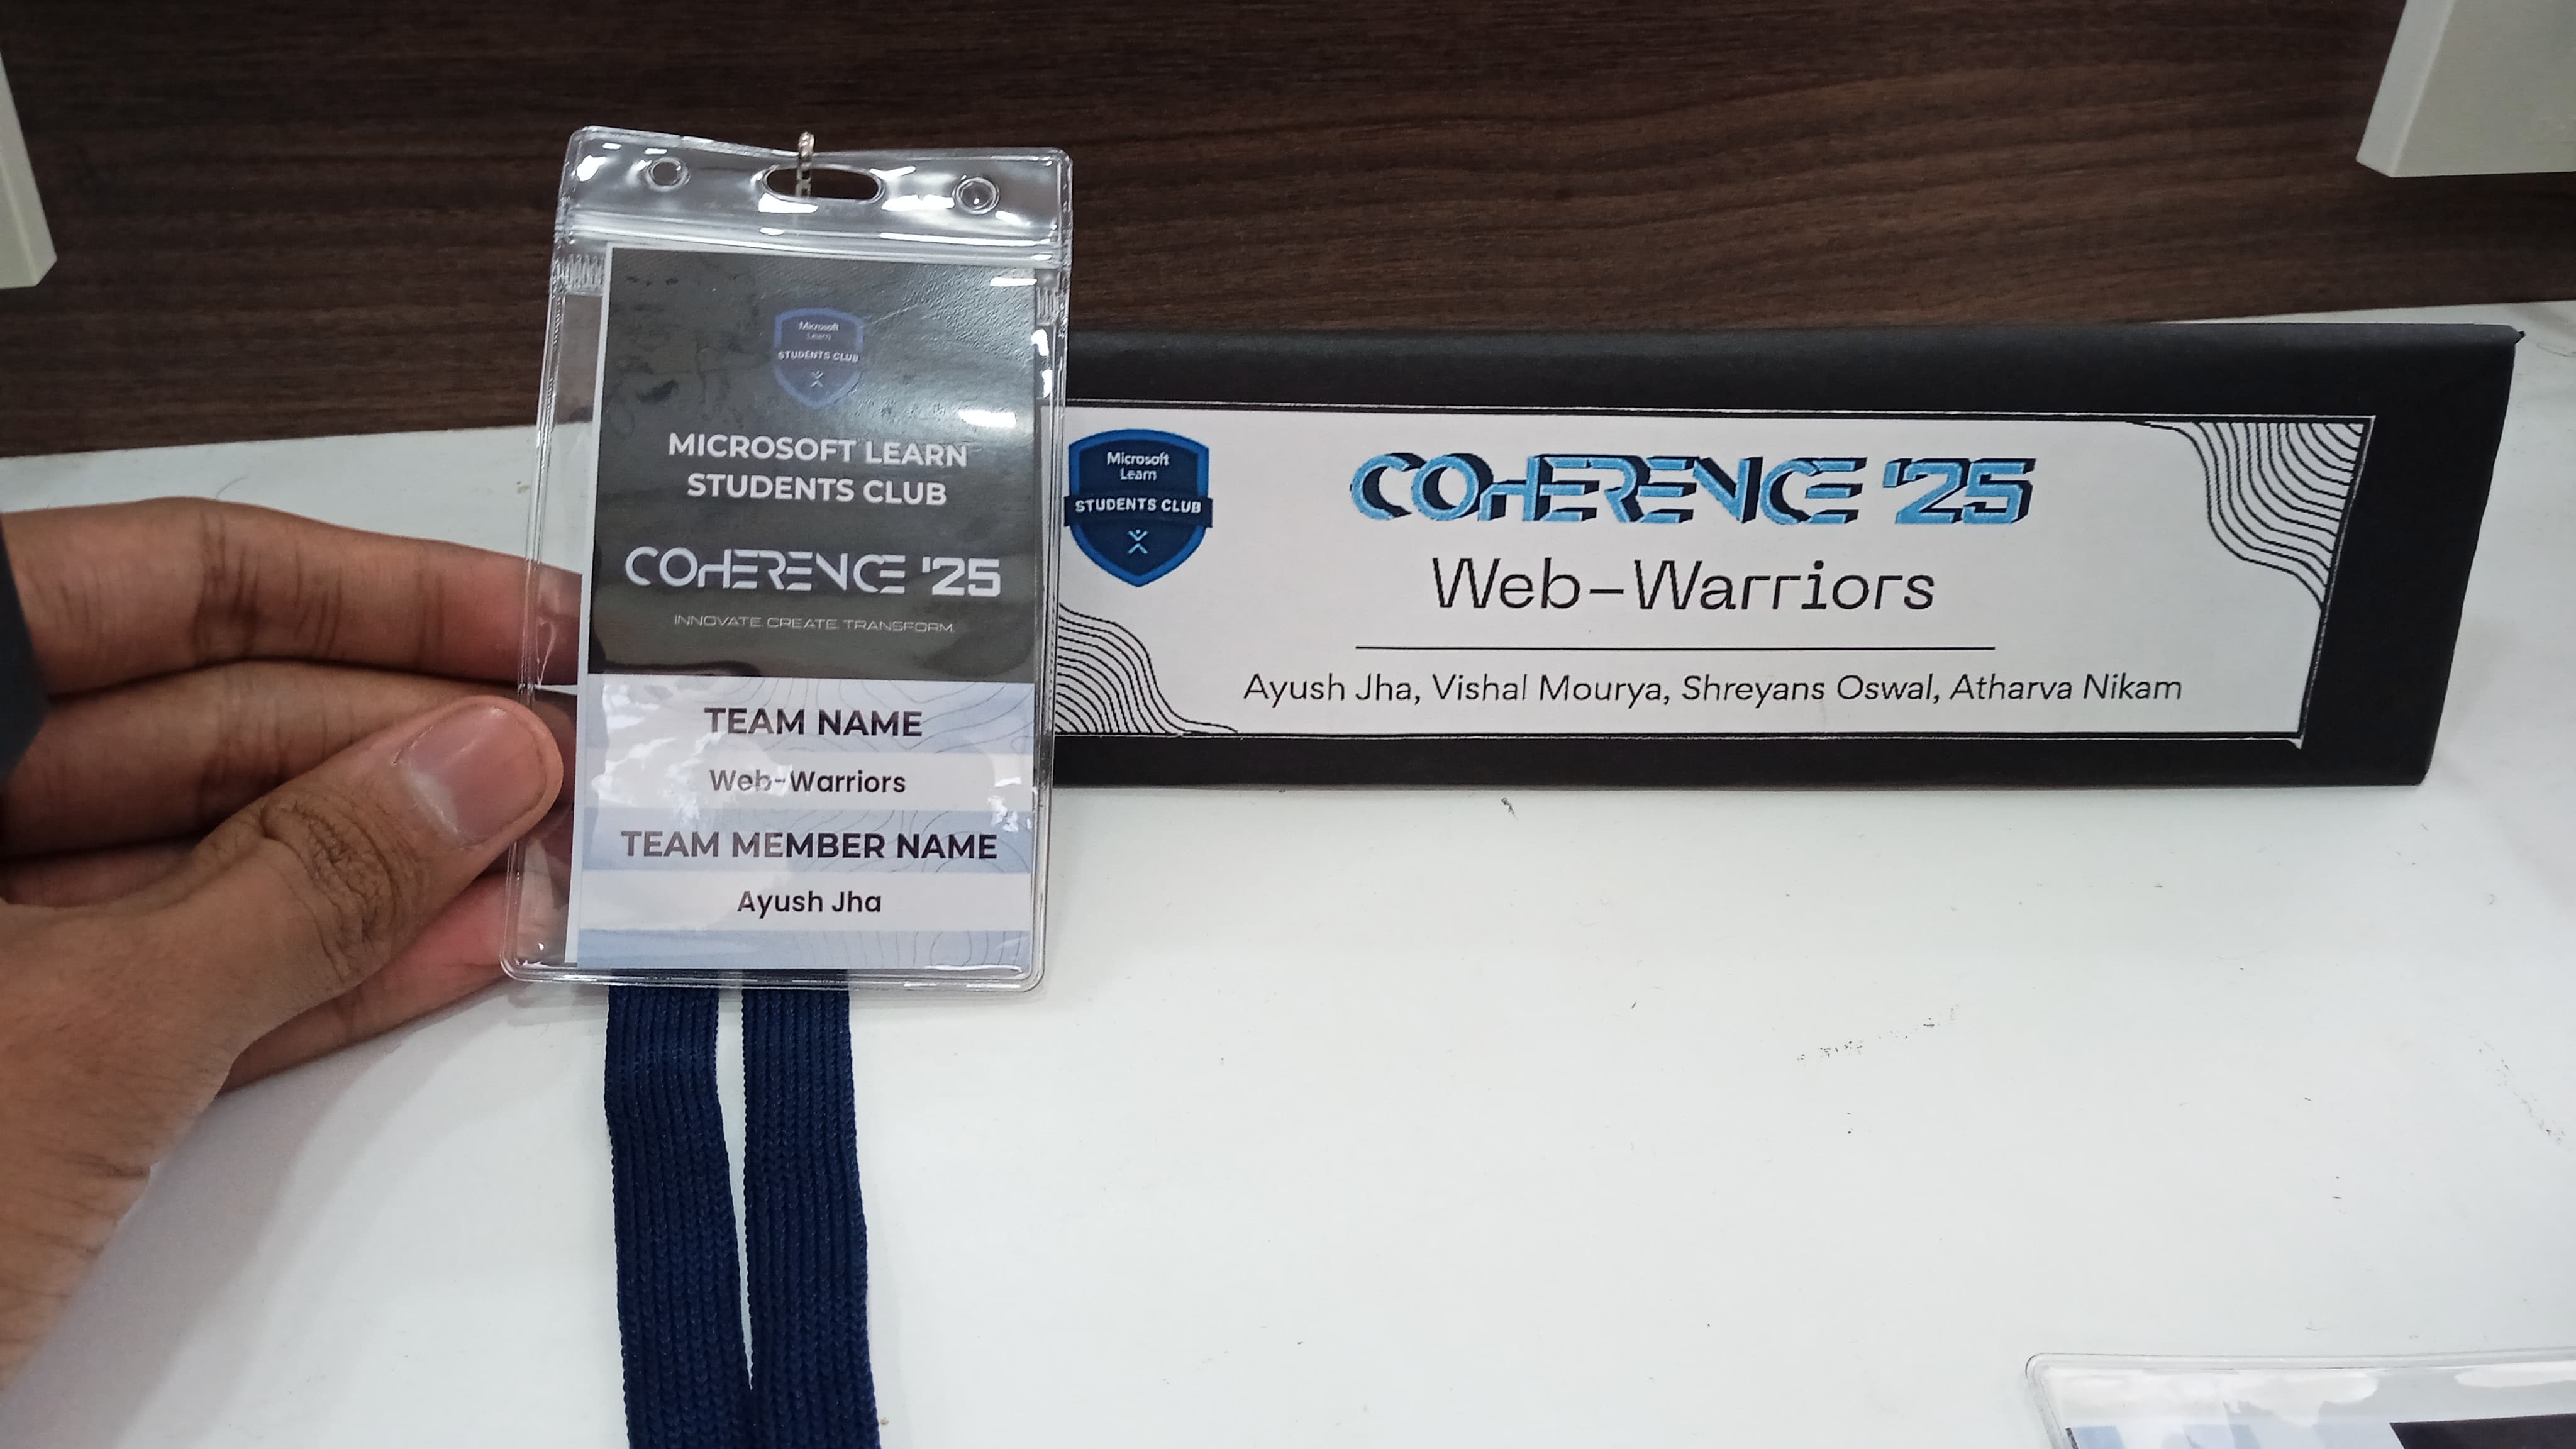 Microsoft
Learn
STUDENTS CLUB
MICROSOFT LEARN
STUDENTS CLUB
COHERENCE '25
INNOVATE. CREATE. TRANSFORM.
TEAM NAME
Web-Warriors
TEAM MEMBER NAME
Ayush Jha
Microsoft
Learn
STUDENTS CLUB
COHERENCE '25
Web-Warriors
Ayush Jha, Vishal Mourya, Shreyans Oswal, Atharva Nikam